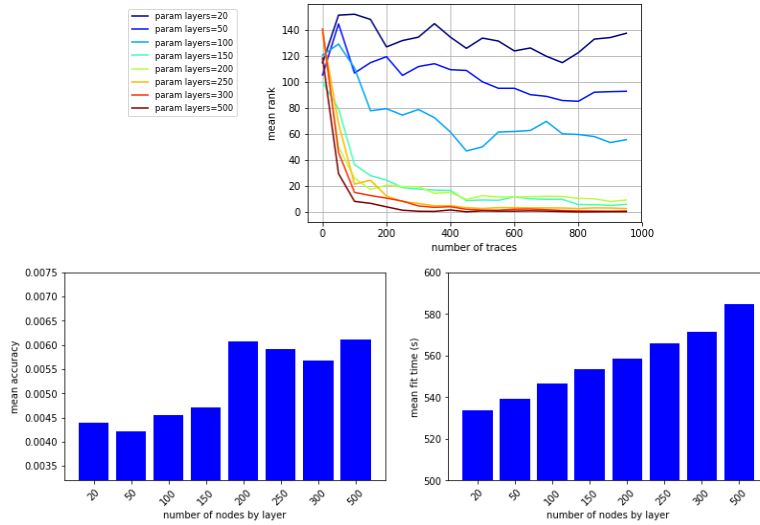 param layers=20
param layers=50
param layers=100
param layers=150
param layers=200
param layers=250
param layers=300
param layers=500
mean rank
140
120
100
80
60
40
20
0
0 200 400 600 800 1000
number of traces
mean accuracy
0.0075
0.0070
0.0065
0.0060
0.0055
0.0050
0.0045
0.0040
0.0035
20 50 100 150 200 250 300 500
number of nodes by layer
mean fit time (s)
600
580
560
540
520
500
20 50 100 150 200 250 300 500
number of nodes by layer